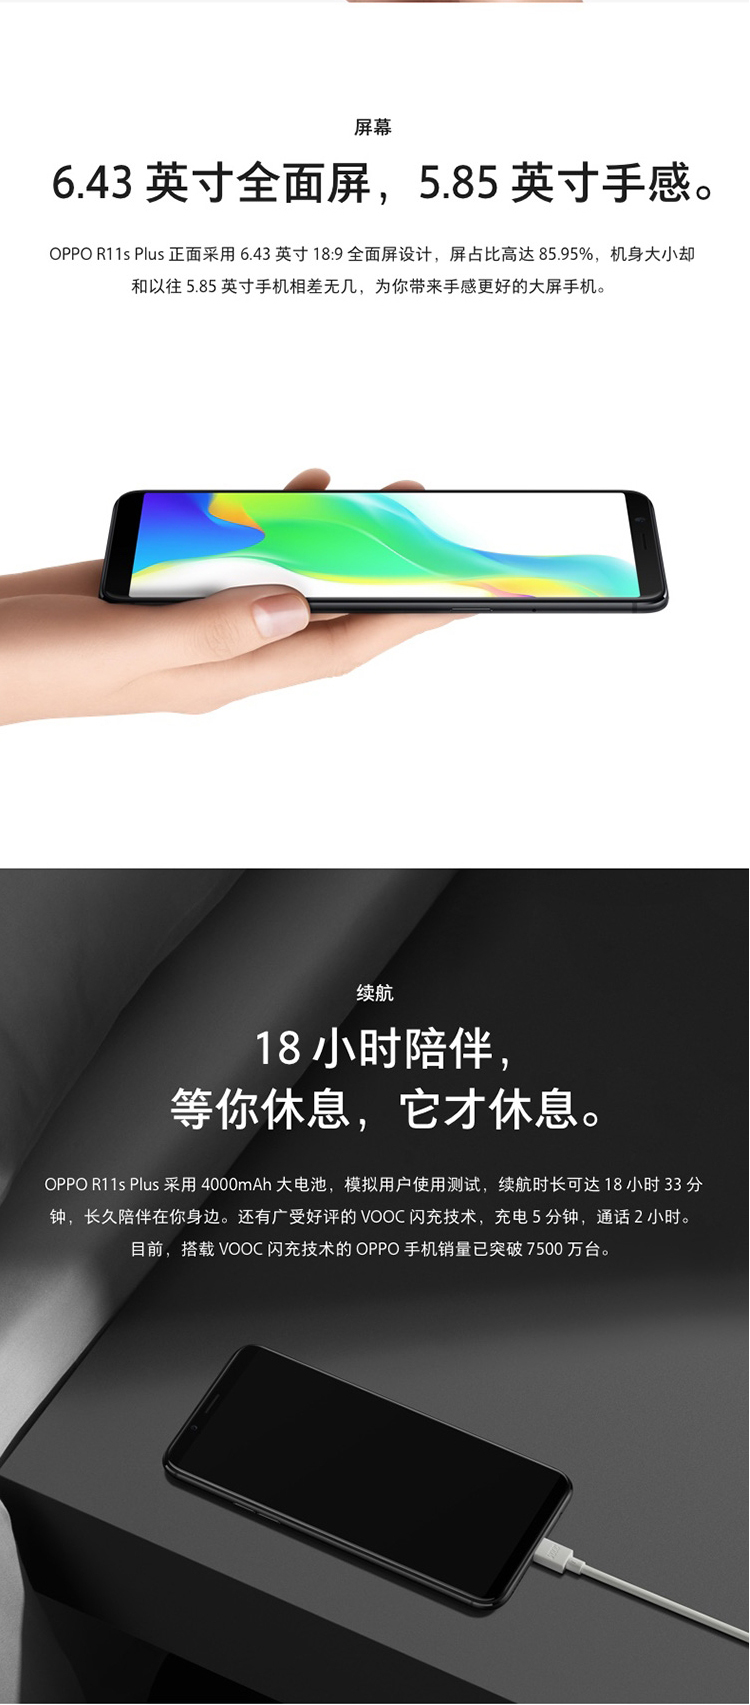 屏幕
6.43 英寸全面屏，5.85 英寸手感。
OPPO R11s Plus 正面采用 6.43 英寸 18:9 全面屏设计，屏占比高达 85.95%，机身大小却
和以往 5.85 英寸手机相差无几，为你带来手感更好的大屏手机。
续航
18 小时陪伴，
等你休息，它才休息。
OPPO R11s Plus 采用 4000mAh 大电池，模拟用户使用测试，续航时长可达 18 小时 33 分
钟，长久陪伴在你身边。还有广受好评的 VOOC 闪充技术，充电 5 分钟，通话 2 小时。
目前，搭载 VOOC 闪充技术的 OPPO 手机销量已突破 7500 万台。